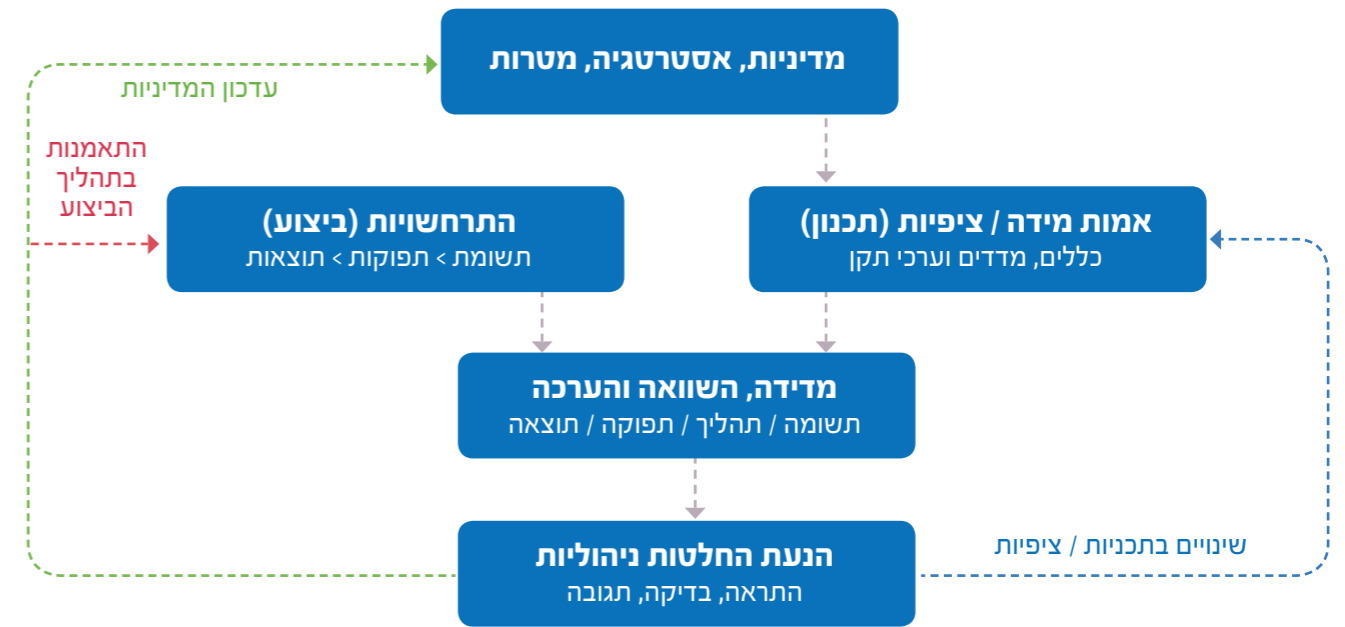 מדיניות, אסטרטגיה, מטרות
עדכון המדיניות
התאמנות
בתהליך
הביצוע
אמות מידה / ציפיות (תכנון)
כללים, מדדים וערכי תקן
התרחשויות (ביצוע)
תשומת > תפוקות > תוצאות
מדידה, השוואה והערכה
תשומה / תהליך / תפוקה / תוצאה
הנעת החלטות ניהוליות
התראה, בדיקה, תגובה
שינויים בתכניות / ציפיות